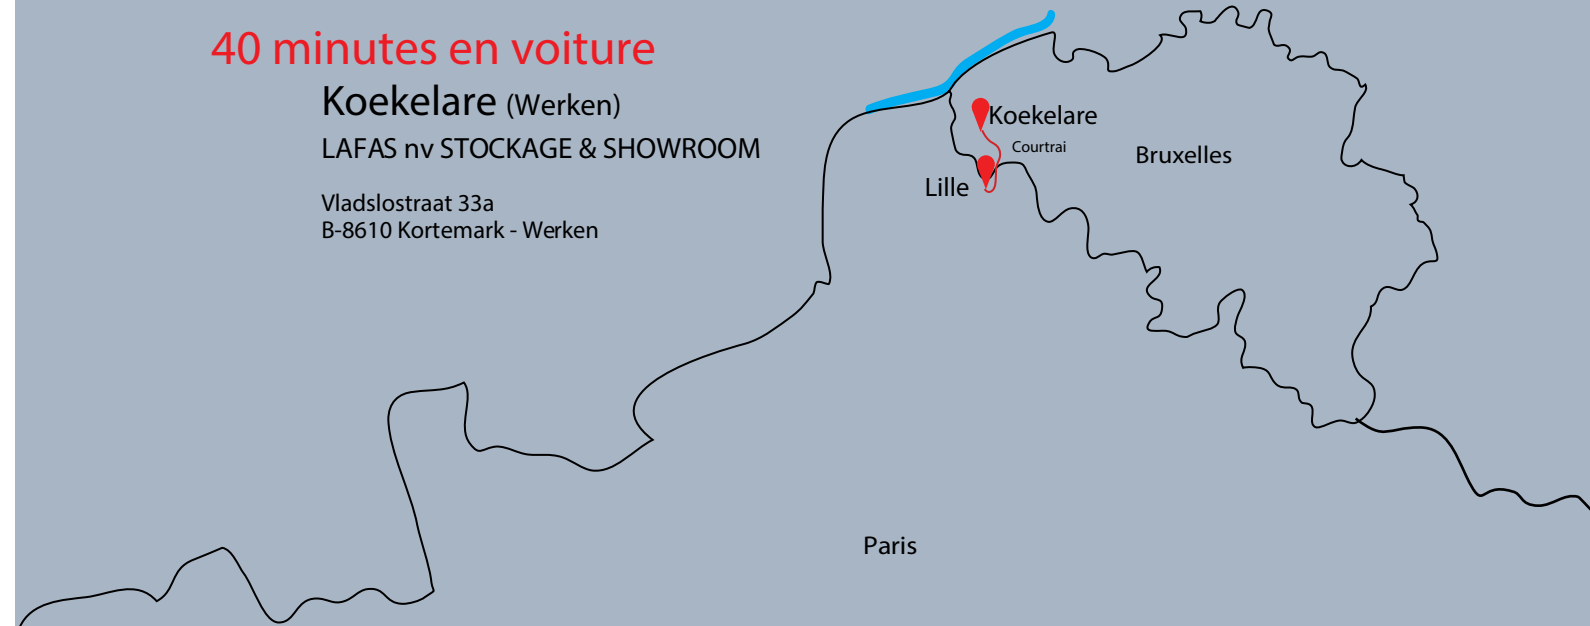 40 minutes en voiture
Koekelare (Werken)
LAFAS nv STOCKAGE & SHOWROOM
Vladslostraat 33a
B-8610 Kortemark - Werken
Koekelare
Courtrai
Bruxelles
Lille
Paris